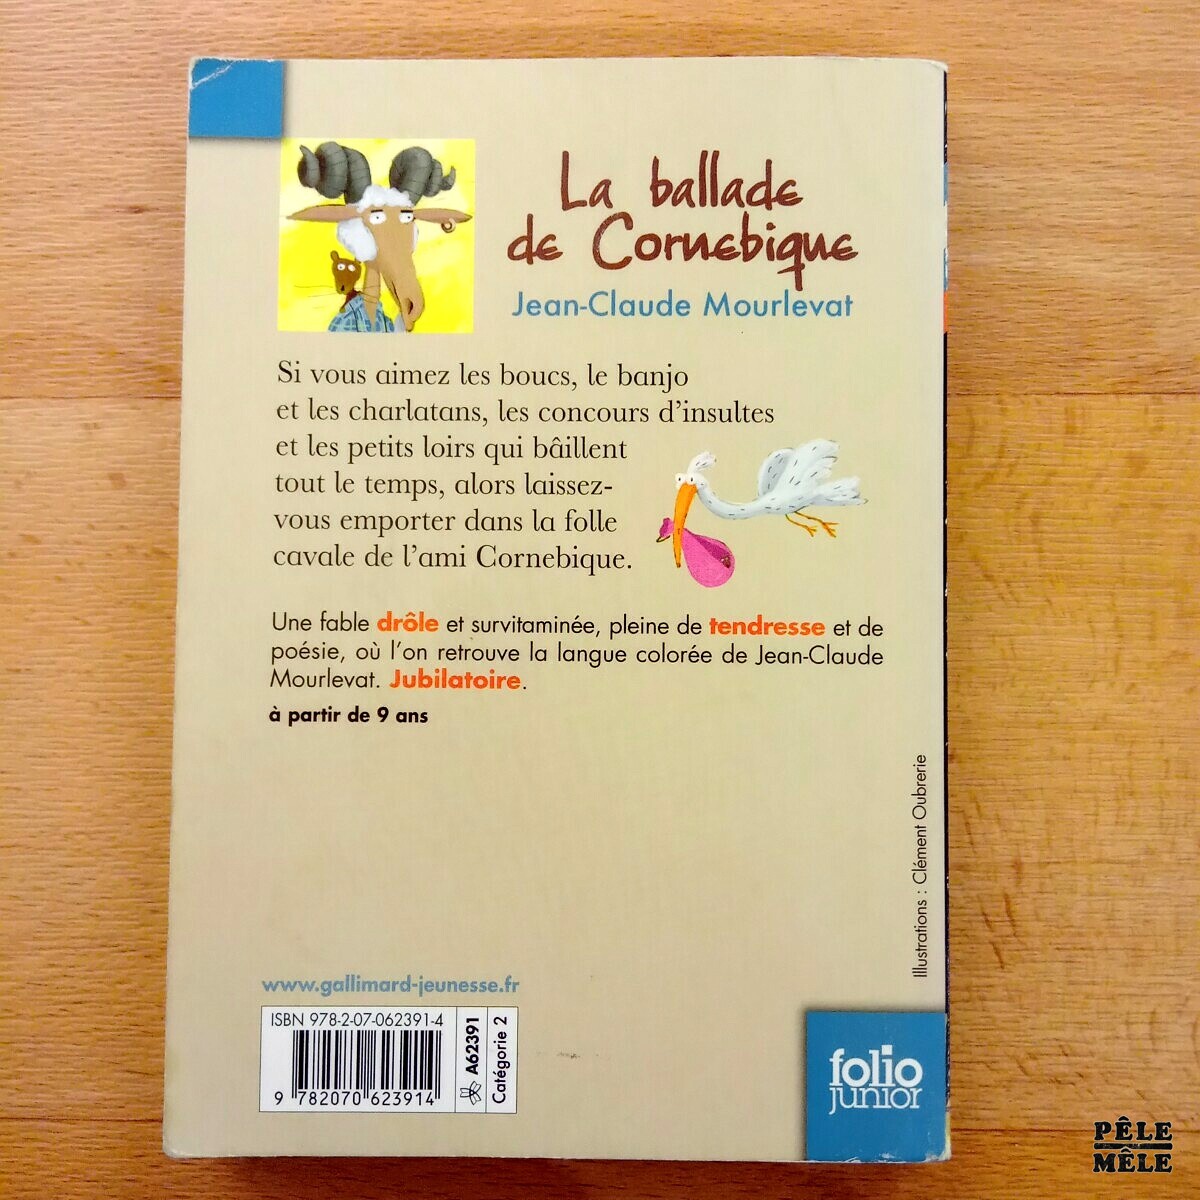 La ballade
de Cornebique
Jean-Claude Mourlevat
Si vous aimez les boucs, le banjo
et les charlatans, les concours d'insultes
et les petits loirs qui bâillent
tout le temps, alors laissez-
vous emporter dans la folle
cavale de l'ami Cornebique.
Une fable drôle et survitaminée, pleine de tendresse et de
poésie, où l'on retrouve la langue colorée de Jean-Claude
Mourlevat. Jubilatoire.
à partir de 9 ans
Illustrations : Clément Oubrerie
www.gallimard-jeunesse.fr
ISBN 978-2-07-062391-4
9 782070 623914
A62391
Catégorie 2
folio
junior
PÊLE
MÊLE